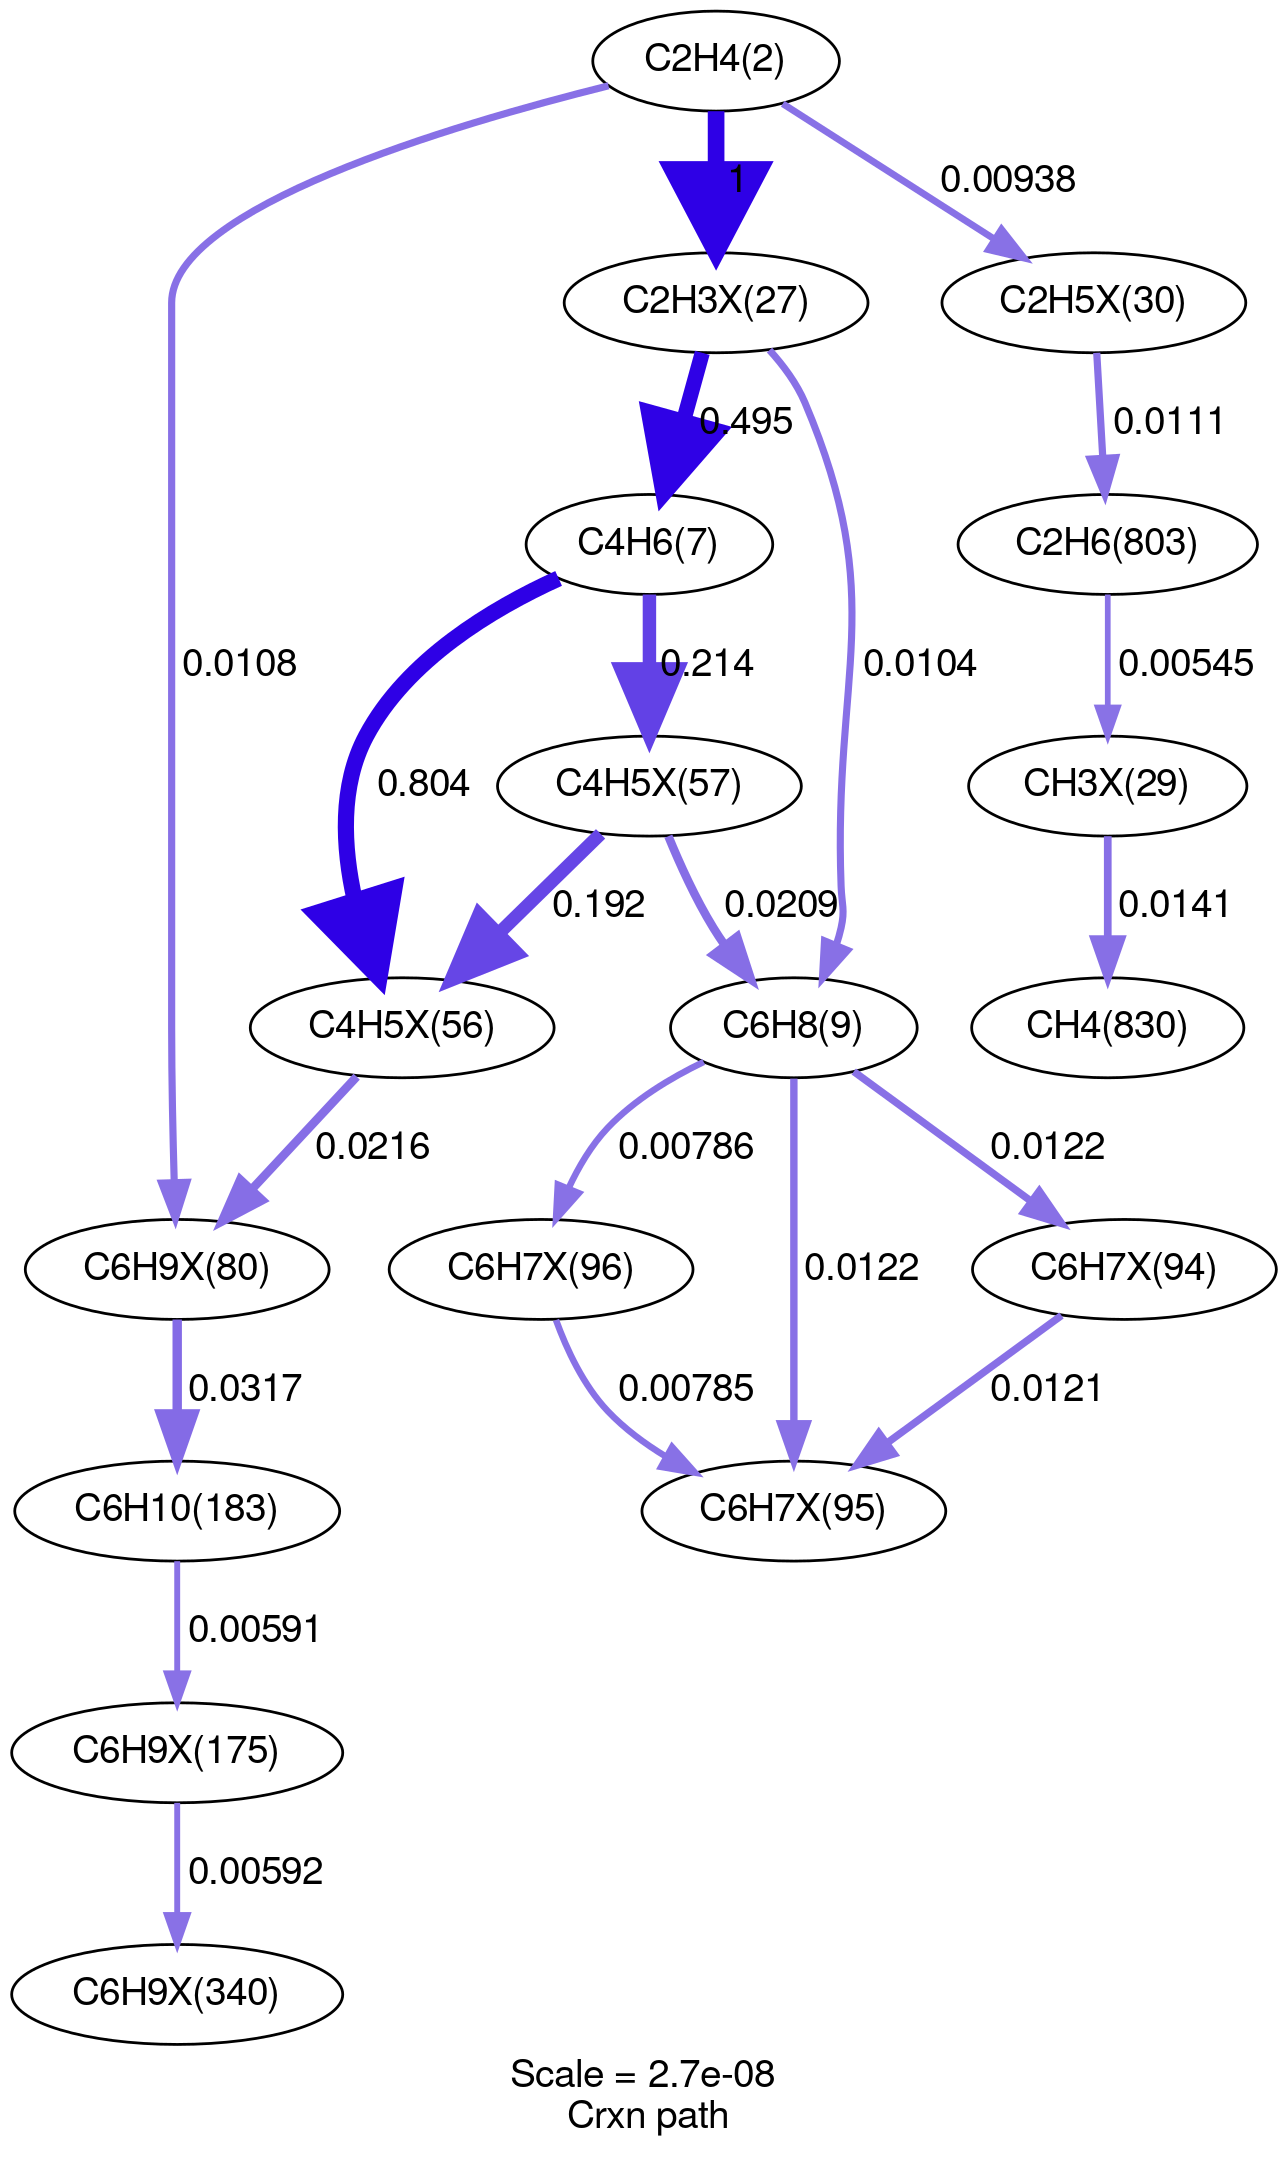 C2H4(2)
1
0.00938
C2H3X(27)
C2H5X(30)
0.495
0.0111
C4H6(7)
C2H6(803)
0.0108
0.214
0.0104
0.00545
0.804
C4H5X(57)
CH3X(29)
0.192
0.0209
0.0141
C4H5X(56)
C6H8(9)
CH4(830)
0.0216
0.00786
0.0122
C6H9X(80)
C6H7X(96)
0.0122
C6H7X(94)
0.0317
0.00785
0.0121
C6H10(183)
C6H7X(95)
0.00591
C6H9X(175)
0.00592
C6H9X(340)
Scale = 2.7e-08
Crxn path